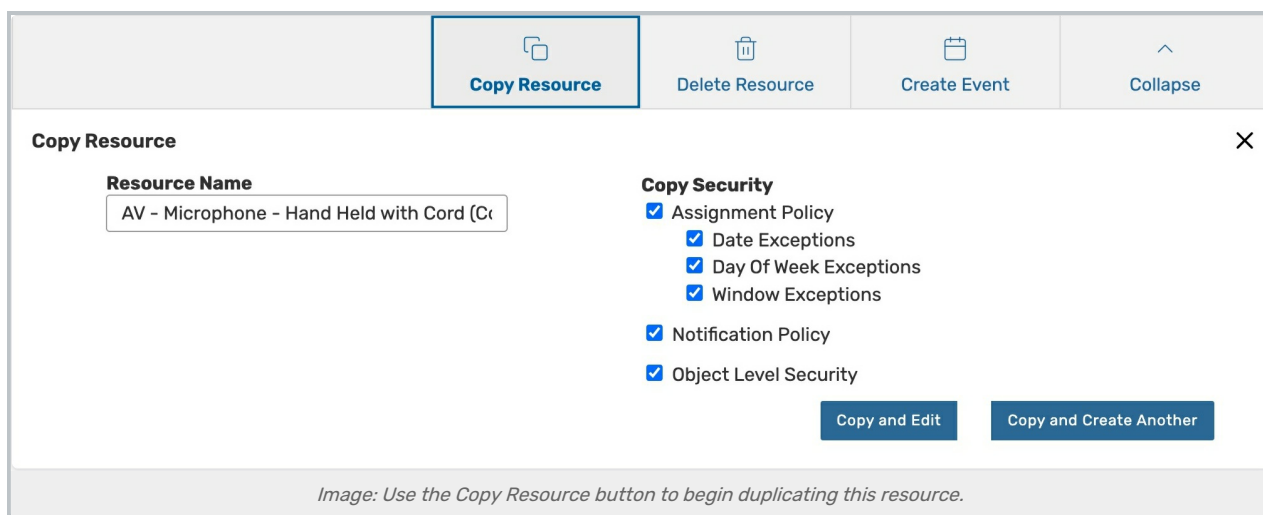 Copy Resource
Delete Resource
Create Event
Collapse
Copy Resource
Resource Name
AV - Microphone - Hand Held with Cord (Co
Copy Security
Assignment Policy
Date Exceptions
Day Of Week Exceptions
Window Exceptions
Notification Policy
Object Level Security
Copy and Edit
Copy and Create Another
Image: Use the Copy Resource button to begin duplicating this resource.